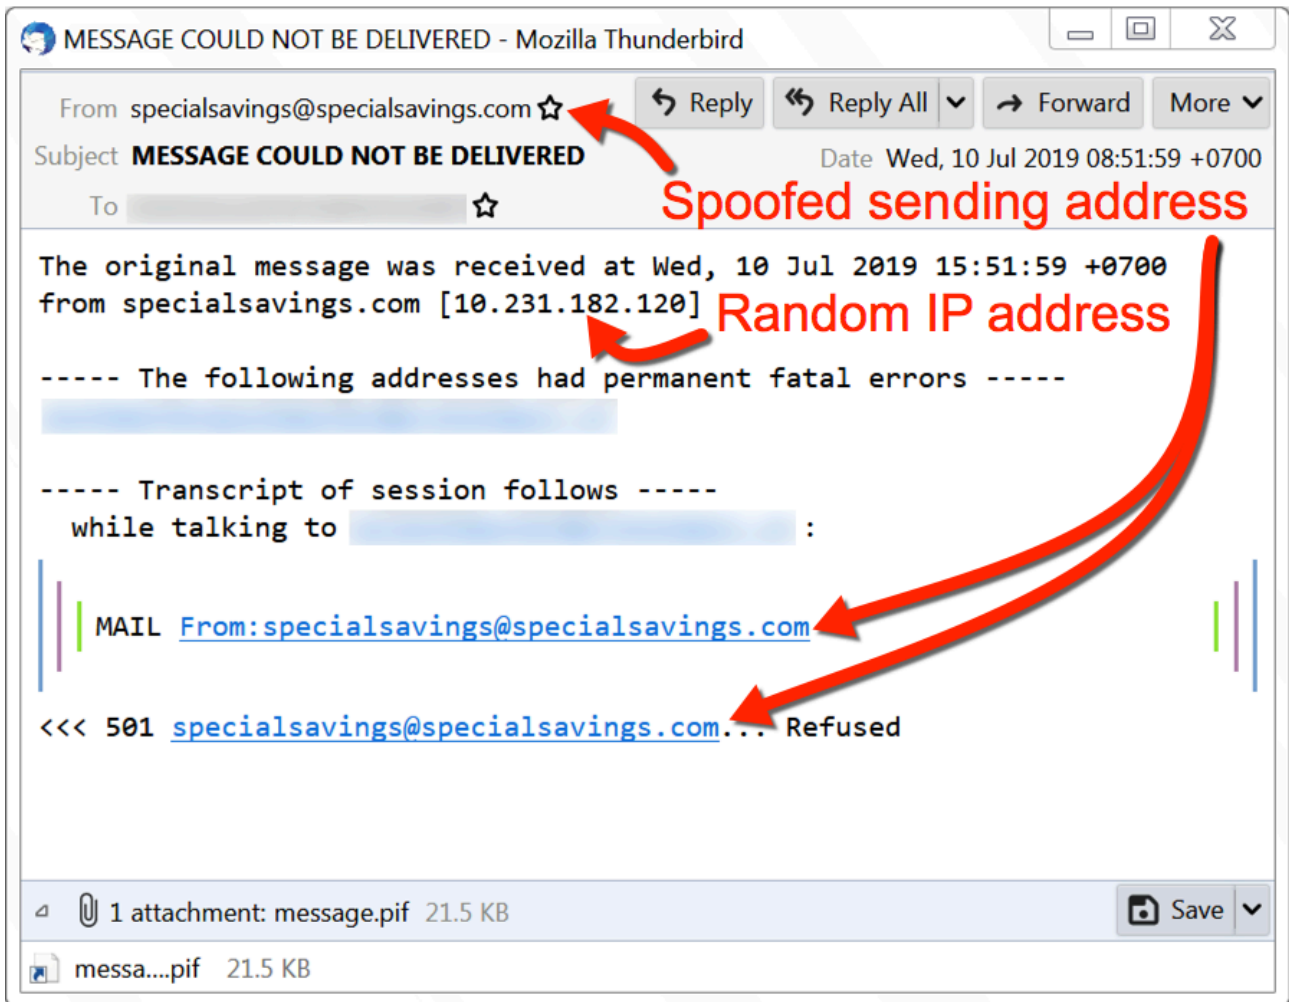 MESSAGE COULD NOT BE DELIVERED - Mozilla Thunderbird
From specialsavings@specialsavings.com
Reply
Reply All
Forward
More
Subject MESSAGE COULD NOT BE DELIVERED
Date Wed, 10 Jul 2019 08:51:59 +0700
To
Spoofed sending address
The original message was received at Wed, 10 Jul 2019 15:51:59 +0700
from specialsavings.com [10.231.182.120]
Random IP address
----- The following addresses had permanent fatal errors -----
----- Transcript of session follows -----
while talking to :
MAIL From:specialsavings@specialsavings.com
<<< 501 specialsavings@specialsavings.com... Refused
1 attachment: message.pif 21.5 KB
Save
messa....pif 21.5 KB